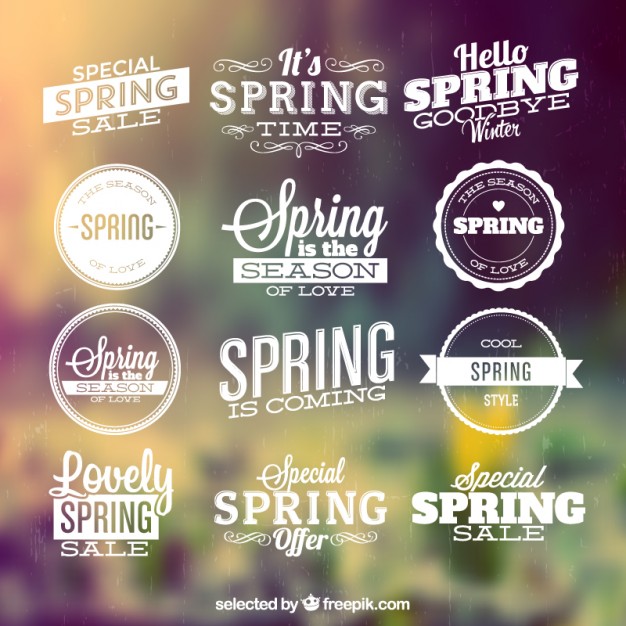 SPECIAL
SPRING
SALE
It's
SPRING
TIME
Hello
SPRING
GOODBYE
Winter
THE SEASON
SPRING
OF LOVE
Spring
is the
SEASON
OF LOVE
THE SEASON
SPRING
OF LOVE
Spring
is the
SEASON
OF LOVE
SPRING
IS COMING
COOL
SPRING
STYLE
Lovely
SPRING
SALE
Special
SPRING
Offer
Special
SPRING
SALE
selected by freepik.com